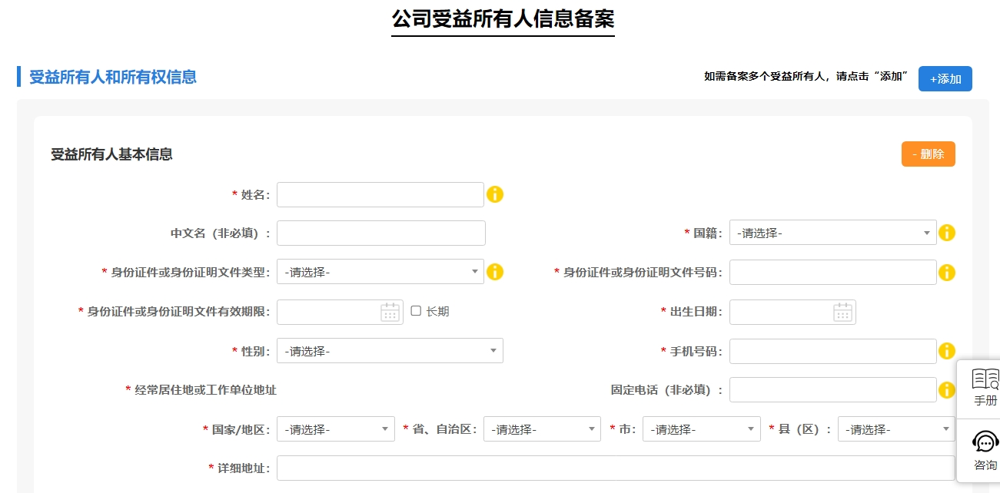 公司受益所有人信息备案
受益所有人和所有权信息 如需备案多个受益所有人，请点击“添加” +添加
受益所有人基本信息 - 删除
* 姓名：
中文名（非必填）： * 国籍： -请选择-
* 身份证件或身份证明文件类型： -请选择- * 身份证件或身份证明文件号码：
* 身份证件或身份证明文件有效期限： 长期 * 出生日期：
* 性别： -请选择- * 手机号码：
* 经常居住地或工作单位地址 固定电话（非必填）：
手册
* 国家/地区： -请选择- * 省、自治区： -请选择- * 市： -请选择- * 县（区）： -请选择-
* 详细地址：
咨询